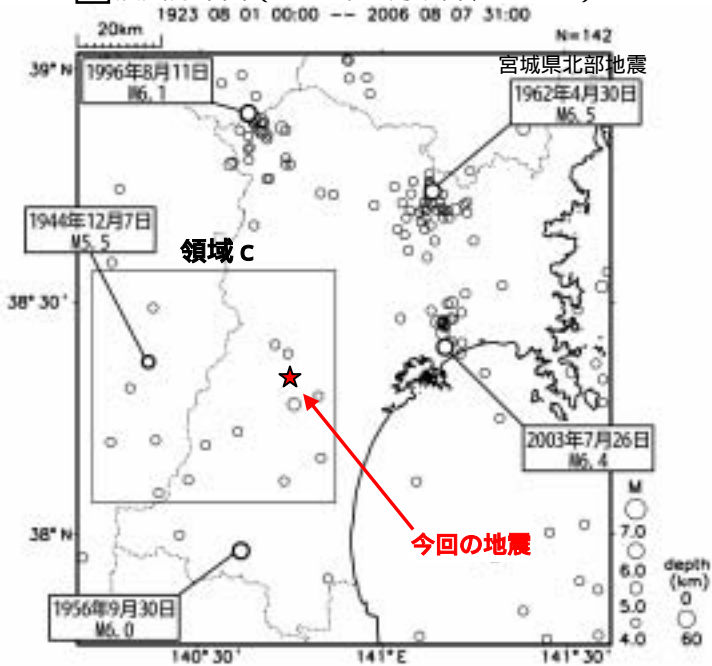 1923 08 01 00:00 -- 2006 08 07 31:00
20km
N=142
39° N
1996年8月11日
M6.1
宮城県北部地震
1962年4月30日
M6.5
1944年12月7日
M5.5
領域 c
38° 30'
2003年7月26日
M6.4
今回の地震
38° N
1956年9月30日
M6.0
M
7.0
6.0
5.0
4.0
depth
(km)
0
60
140° 30'
141° E
141° 30'